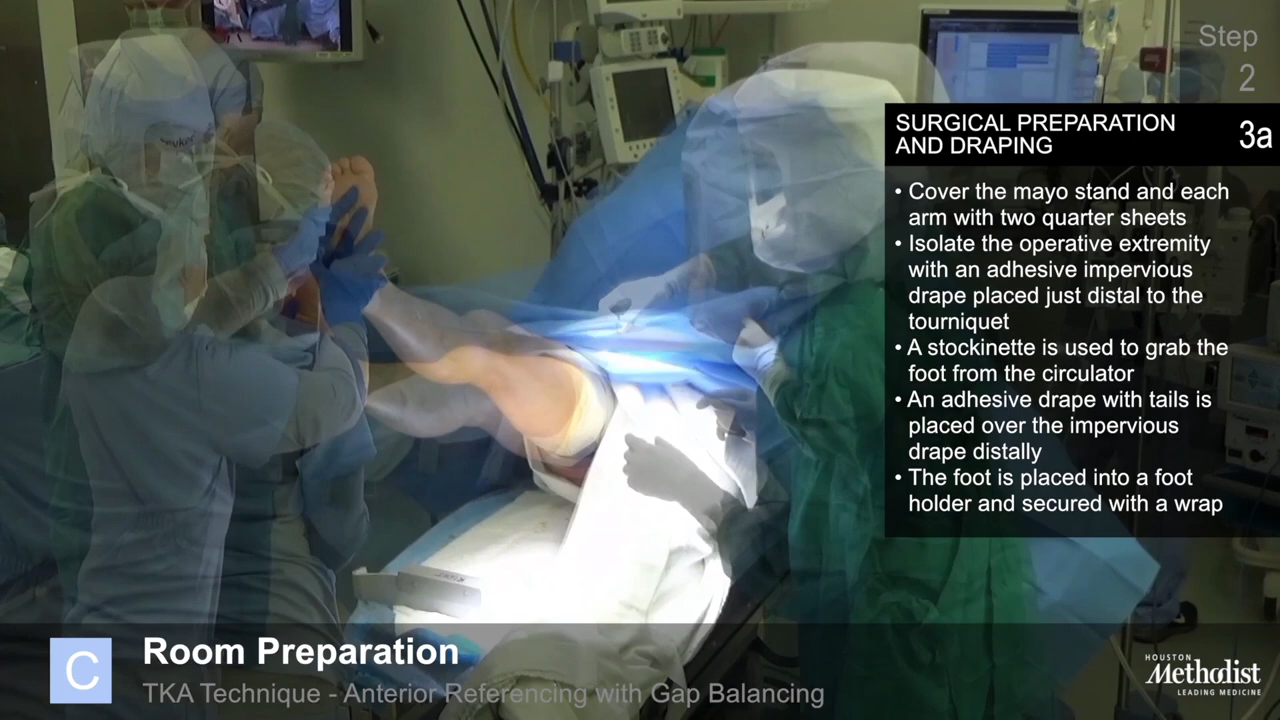 Step
2
SURGICAL PREPARATION
AND DRAPING
3a
• Cover the mayo stand and each
arm with two quarter sheets
• Isolate the operative extremity
with an adhesive impervious
drape placed just distal to the
tourniquet
• A stockinette is used to grab the
foot from the circulator
• An adhesive drape with tails is
placed over the impervious
drape distally
• The foot is placed into a foot
holder and secured with a wrap
C
Room Preparation
TKA Technique - Anterior Referencing with Gap Balancing
HOUSTON
Methodist
LEADING MEDICINE